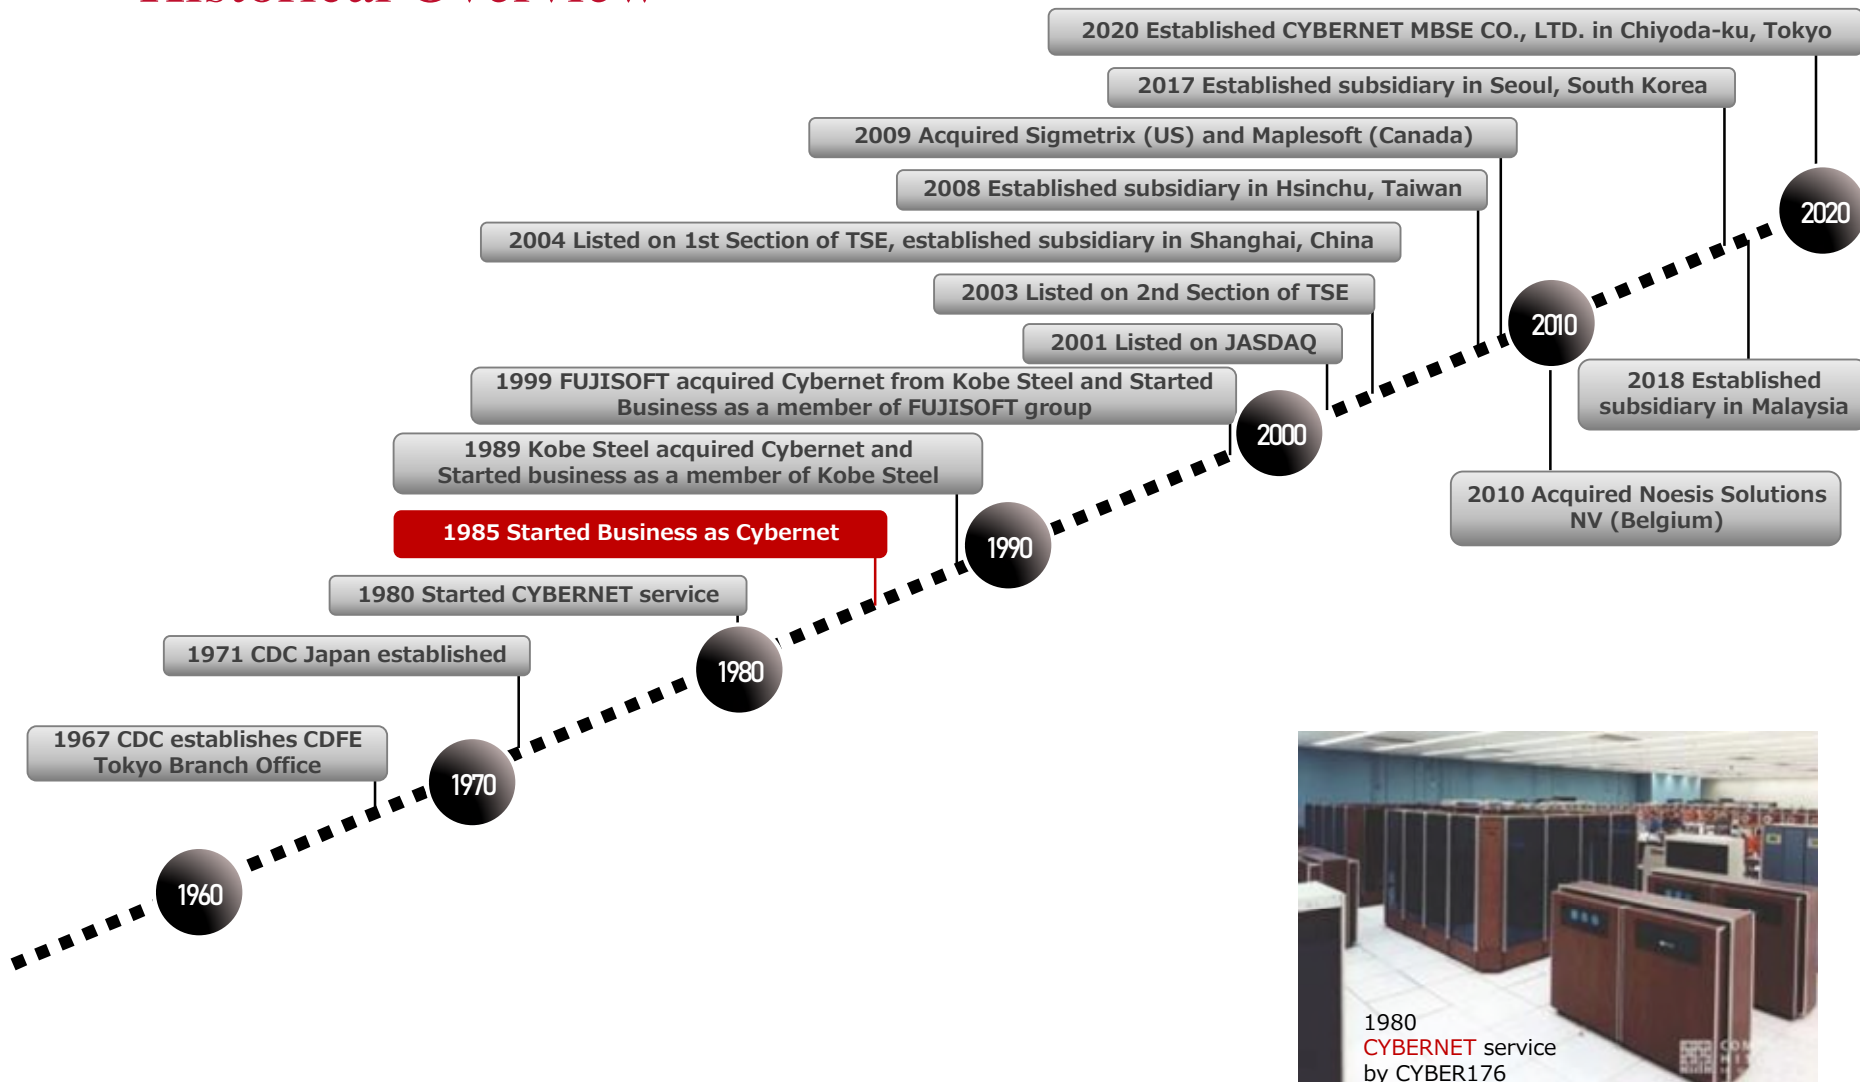 Historical Overview
2020 Established CYBERNET MBSE CO., LTD. in Chiyoda-ku, Tokyo
2017 Established subsidiary in Seoul, South Korea
2009 Acquired Sigmetrix (US) and Maplesoft (Canada)
2008 Established subsidiary in Hsinchu, Taiwan
2004 Listed on 1st Section of TSE, established subsidiary in Shanghai, China
2003 Listed on 2nd Section of TSE
2001 Listed on JASDAQ
1999 FUJISOFT acquired Cybernet from Kobe Steel and Started
Business as a member of FUJISOFT group
1989 Kobe Steel acquired Cybernet and
Started business as a member of Kobe Steel
1985 Started Business as Cybernet
1980 Started CYBERNET service
1971 CDC Japan established
1967 CDC establishes CDFE
Tokyo Branch Office
2018 Established
subsidiary in Malaysia
2010 Acquired Noesis Solutions
NV (Belgium)
1960
1970
1980
1990
2000
2010
2020
1980
CYBERNET service
by CYBER176